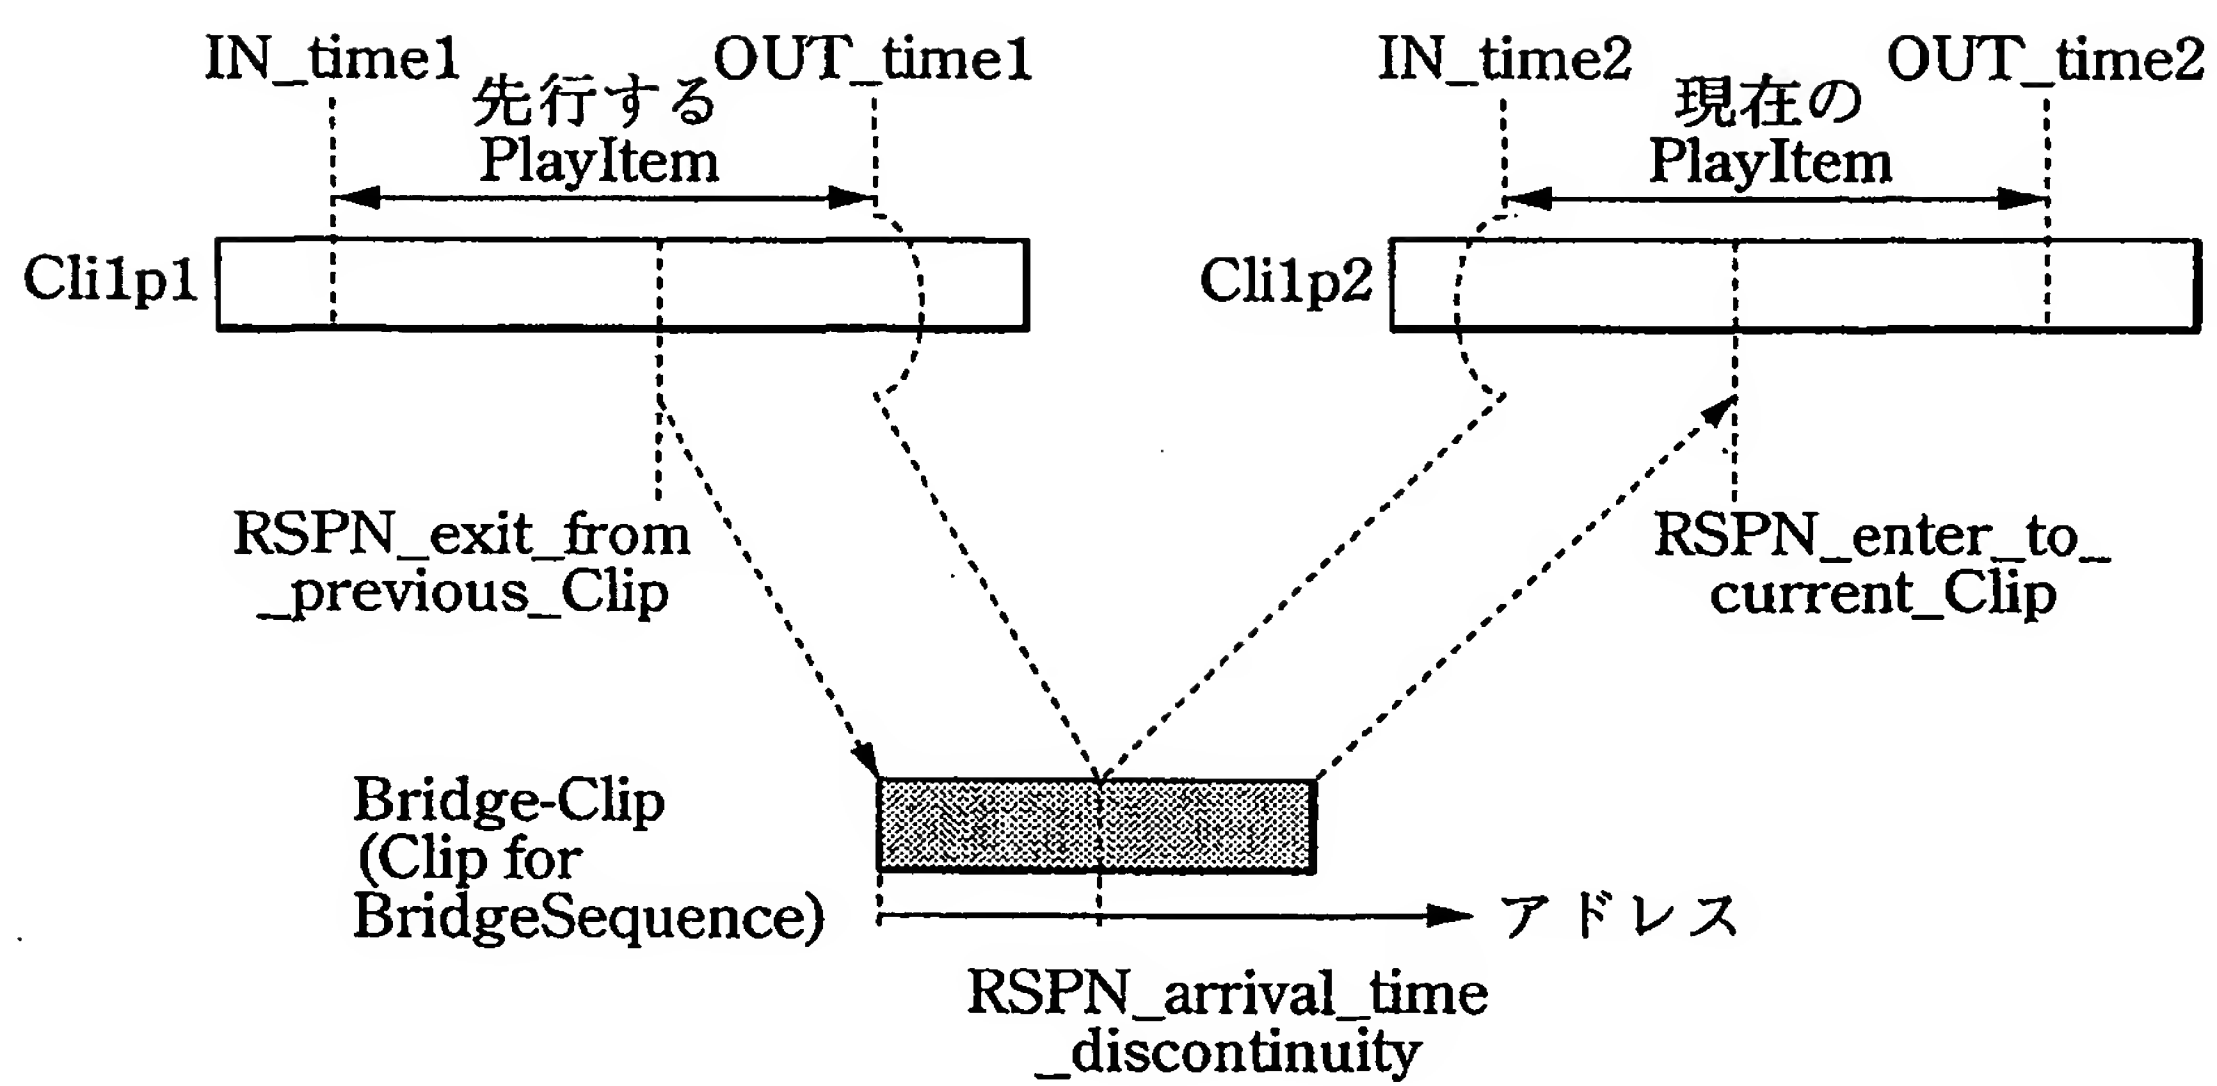 IN_time1
先行する
PlayItem
OUT_time1
IN_time2
現在の
PlayItem
OUT_time2
Cli1p1
Cli1p2
RSPN_exit_from
_previous_Clip
RSPN_enter_to_
current_Clip
Bridge-Clip
(Clip for
BridgeSequence)
アドレス
RSPN_arrival_time
_discontinuity